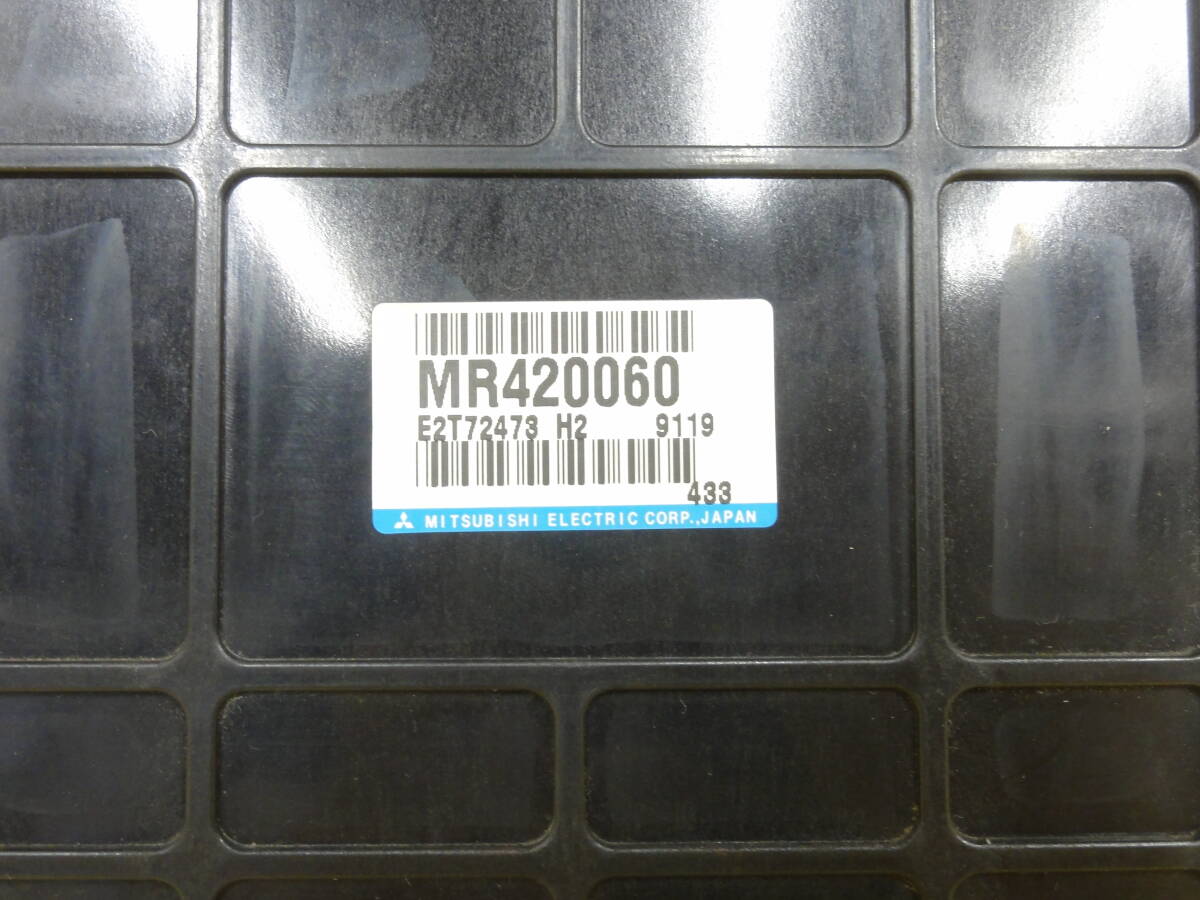 MR420060
E2T72473 H2 9119
433
MITSUBISHI ELECTRIC CORP.,JAPAN